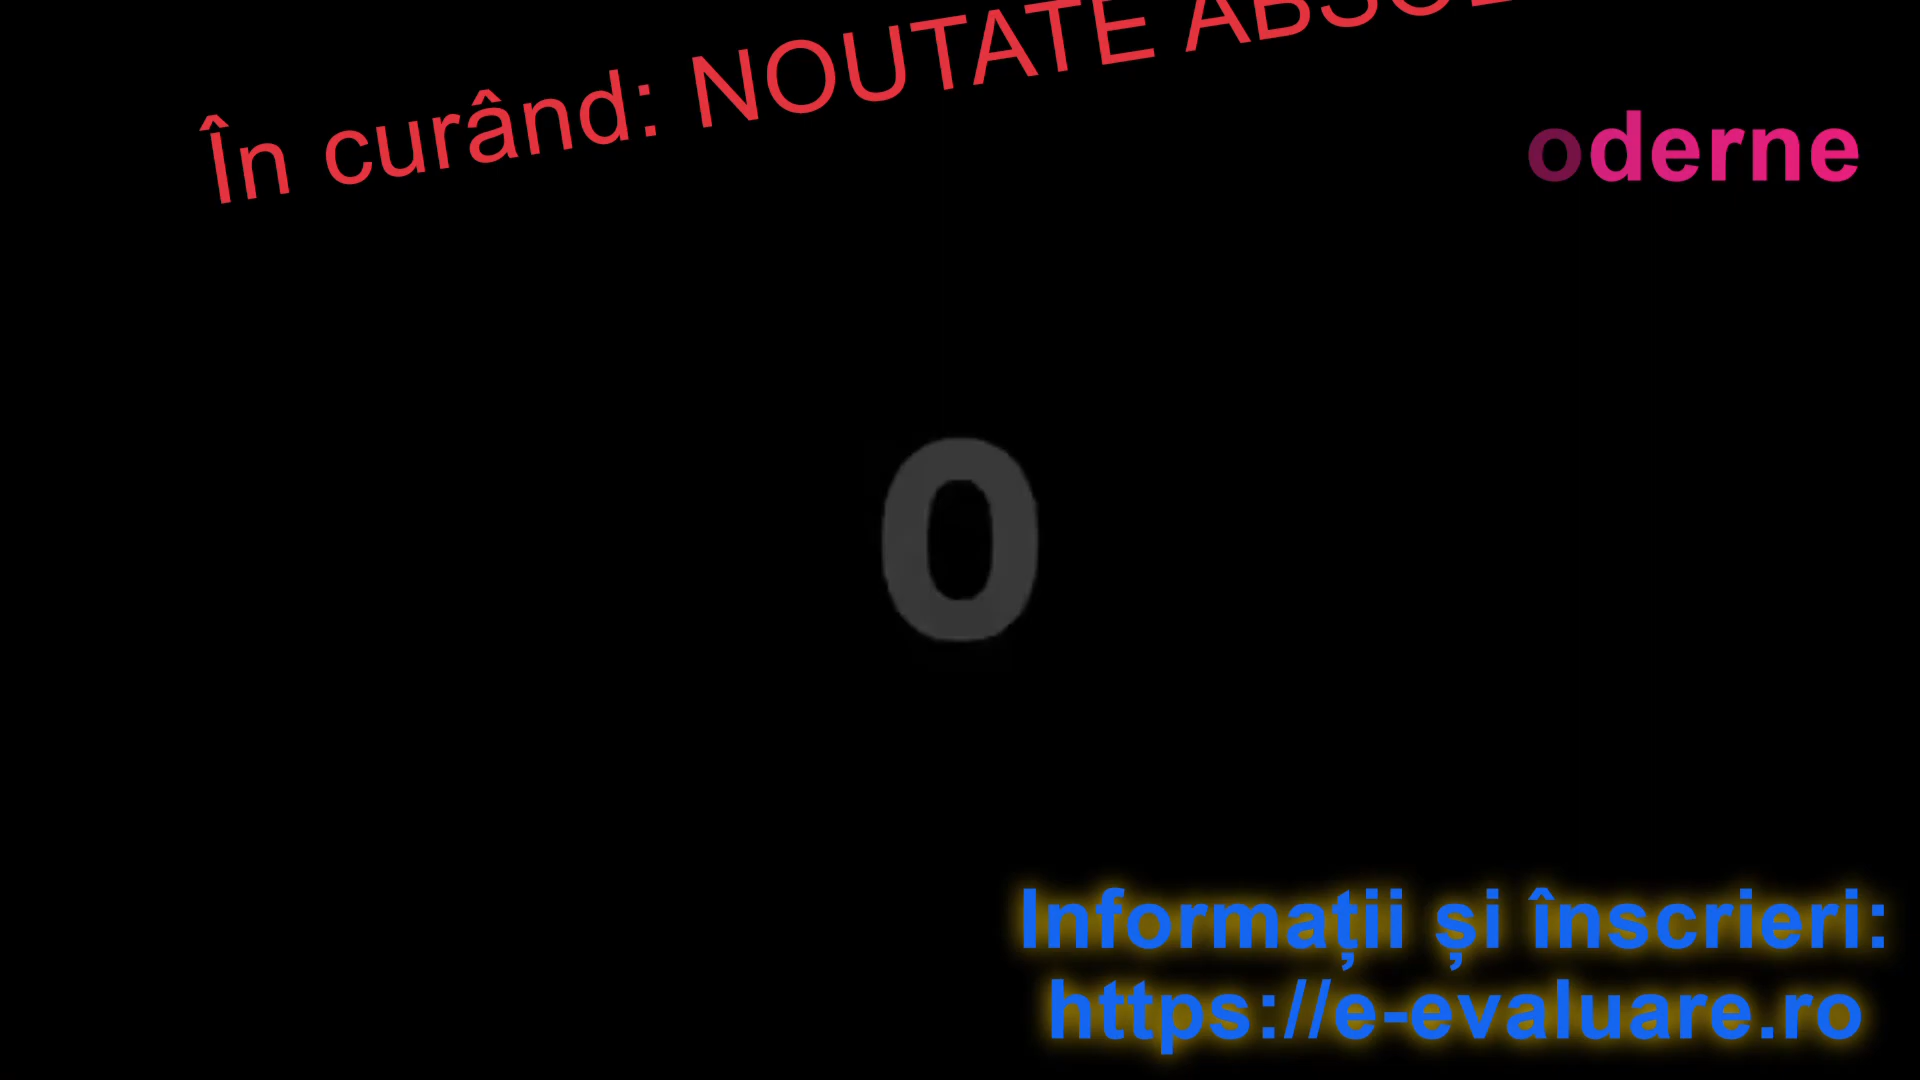 În curând: NOUTATE
oderne
0
Informații și înscrieri:
https://e-evaluare.ro